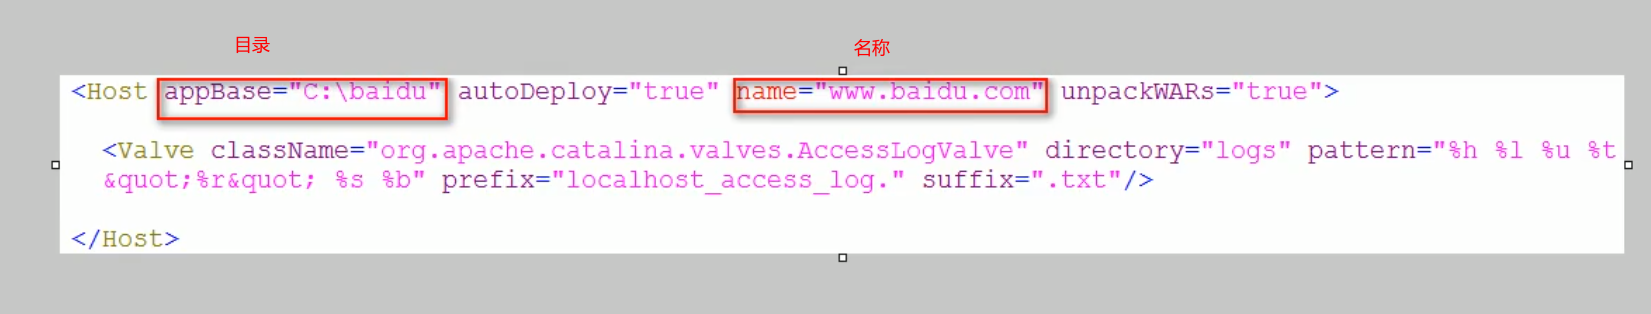 目录
名称
<Host appBase="C:\baidu" autoDeploy="true" name="www.baidu.com" unpackWARs="true">
<Valve className="org.apache.catalina.valves.AccessLogValve" directory="logs" pattern="%h %l %u %t
&quot;%r&quot; %s %b" prefix="localhost_access_log." suffix=".txt"/>
</Host>